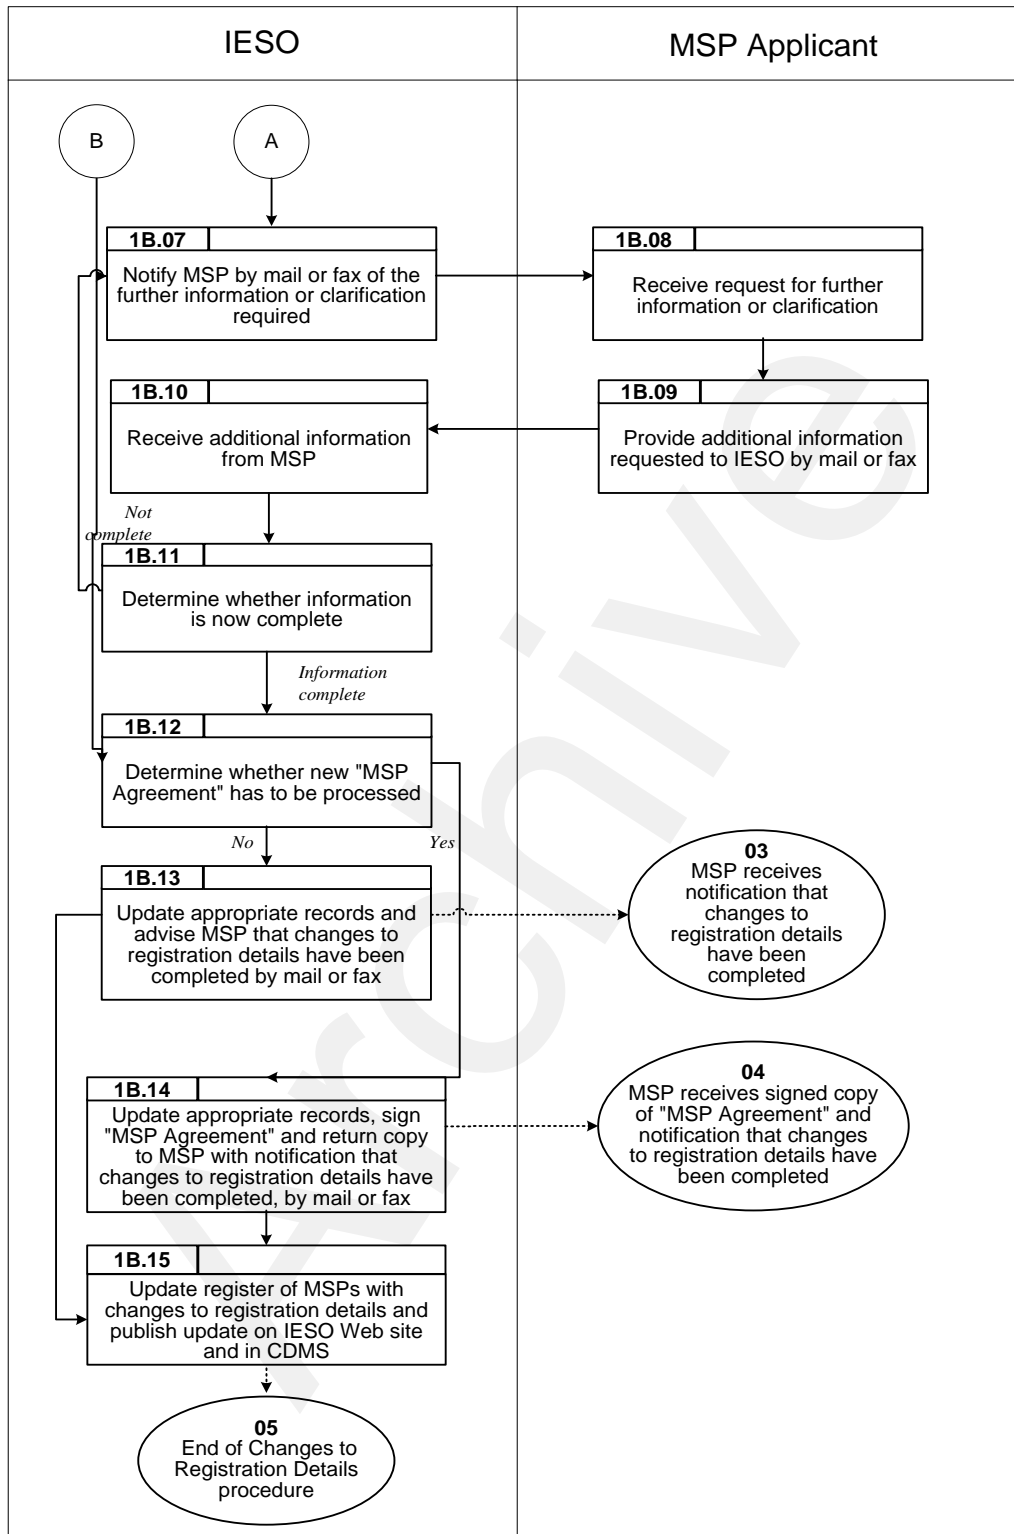 IESO
MSP Applicant
B
A
1B.07
Notify MSP by mail or fax of the
further information or clarification
required
1B.08
Receive request for further
information or clarification
1B.10
Receive additional information
from MSP
1B.09
Provide additional information
requested to IESO by mail or fax
Not
complete
1B.11
Determine whether information
is now complete
Information
complete
1B.12
Determine whether new "MSP
Agreement" has to be processed
No
Yes
1B.13
Update appropriate records and
advise MSP that changes to
registration details have been
completed by mail or fax
03
MSP receives
notification that
changes to
registration details
have been
completed
1B.14
Update appropriate records, sign
"MSP Agreement" and return copy
to MSP with notification that
changes to registration details have
been completed, by mail or fax
04
MSP receives signed copy
of "MSP Agreement" and
notification that changes
to registration details have
been completed
1B.15
Update register of MSPs with
changes to registration details and
publish update on IESO Web site
and in CDMS
05
End of Changes to
Registration Details
procedure
Archive